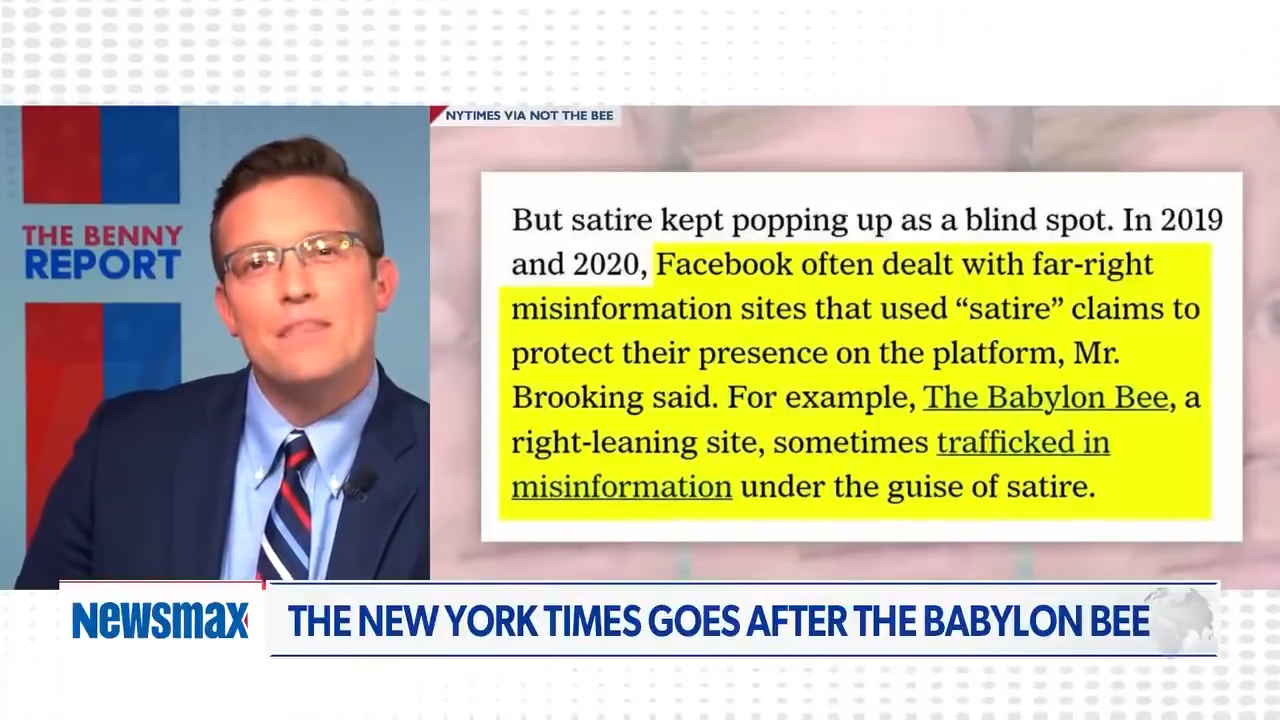 NYTIMES VIA NOT THE BEE
THE BENNY
REPORT
But satire kept popping up as a blind spot. In 2019
and 2020, Facebook often dealt with far-right
misinformation sites that used “satire” claims to
protect their presence on the platform, Mr.
Brooking said. For example, The Babylon Bee, a
right-leaning site, sometimes trafficked in
misinformation under the guise of satire.
NEWSMAX
THE NEW YORK TIMES GOES AFTER THE BABYLON BEE